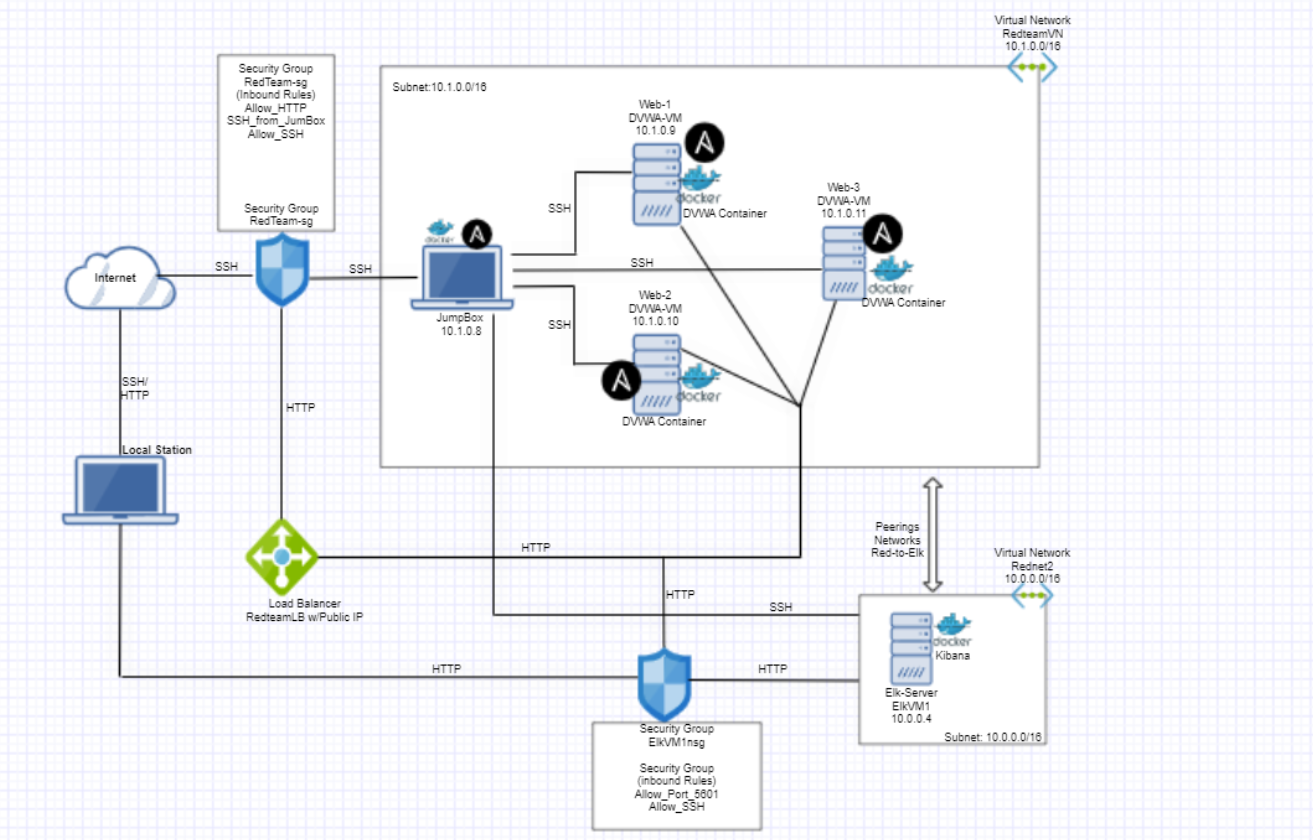 Virtual Network
RedteamVN
10.1.0.0/16
Security Group
RedTeam-sg
(Inbound Rules)
Allow_HTTP
SSH_from_JumBox
Allow_SSH
Security Group
RedTeam-sg
Subnet:10.1.0.0/16
Web-1
DVWA-VM
10.1.0.9
docker
DVWA Container
Web-3
DVWA-VM
10.1.0.11
docker
DVWA Container
SSH
docker
Internet
SSH
SSH
SSH
JumpBox
10.1.0.8
Web-2
DVWA-VM
10.1.0.10
SSH
docker
DVWA Container
SSH/
HTTP
HTTP
Local Station
Peerings
Networks
Red-to-Elk
HTTP
Virtual Network
Rednet2
10.0.0.0/16
Load Balancer
RedteamLB w/Public IP
HTTP
SSH
docker
Kibana
HTTP
HTTP
Elk-Server
ElkVM1
10.0.0.4
Subnet: 10.0.0.0/16
Security Group
ElkVM1nsg
Security Group
(inbound Rules)
Allow_Port_5601
Allow_SSH